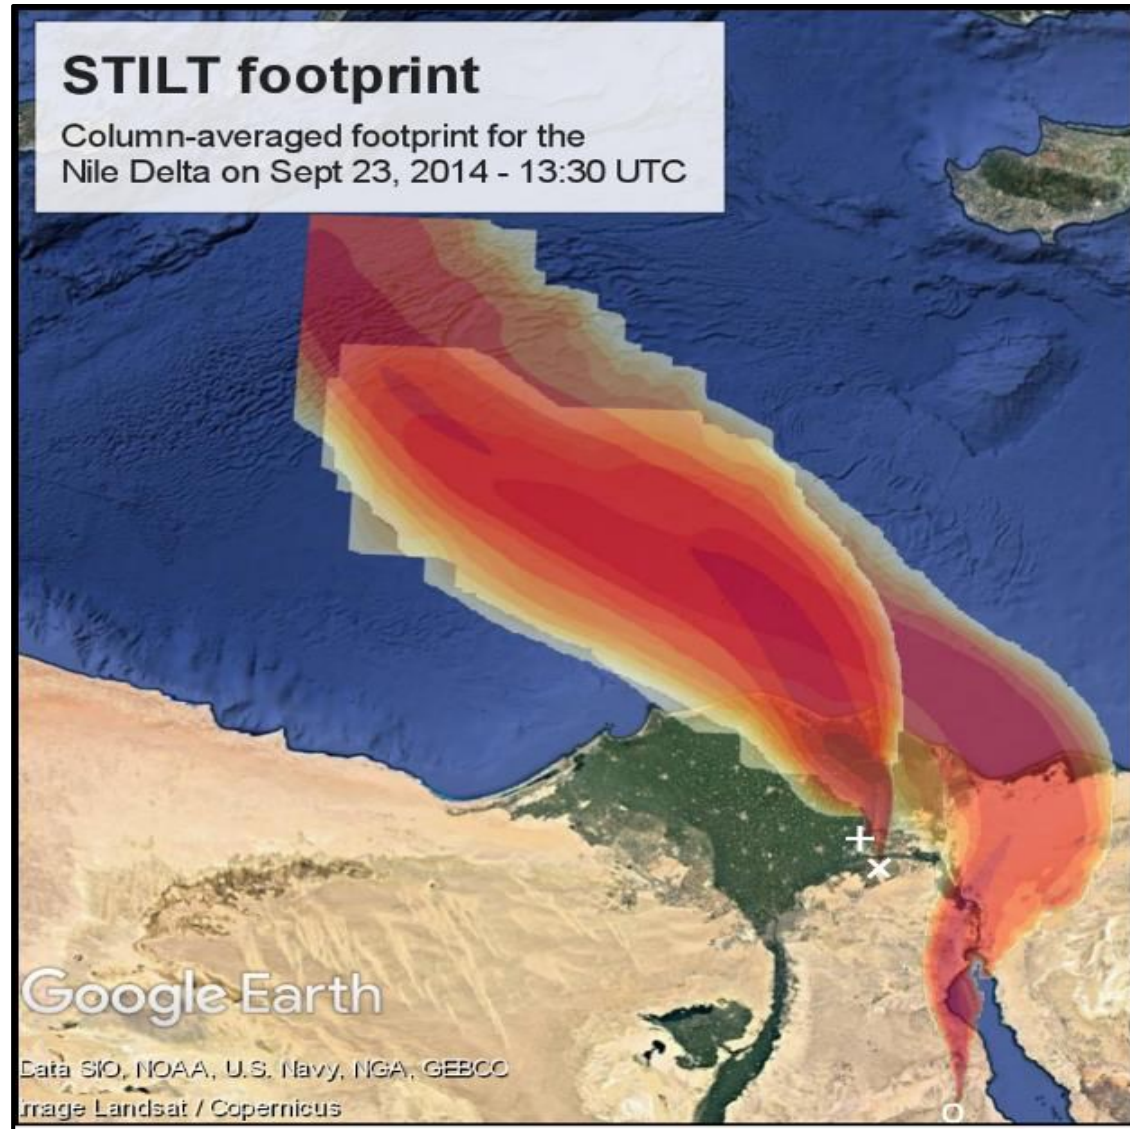 STILT footprint
Column-averaged footprint for the
Nile Delta on Sept 23, 2014 - 13:30 UTC
+
×
Google Earth
Data SIO, NOAA, U.S. Navy, NGA, GEBCO
Image Landsat / Copernicus
O